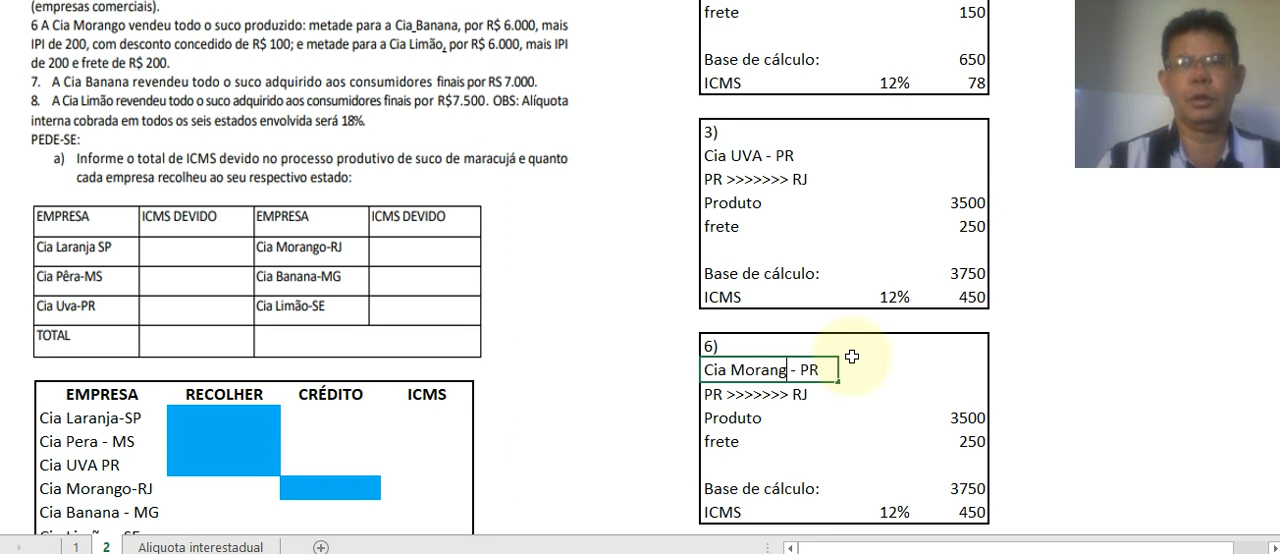 (empresas comerciais).
6 A Cia Morango vendeu todo o suco produzido: metade para a Cia Banana, por R$ 6.000, mais
IPI de 200, com desconto concedido de R$ 100; e metade para a Cia Limão, por R$ 6.000, mais IPI
de 200 e frete de R$ 200.
7. A Cia Banana revendeu todo o suco adquirido aos consumidores finais por RS 7.000.
8. A Cia Limão revendeu todo o suco adquirido aos consumidores finais por R$7.500. OBS: Alíquota
interna cobrada em todos os seis estados envolvida será 18%.
PEDE-SE:
a) Informe o total de ICMS devido no processo produtivo de suco de maracujá e quanto
cada empresa recolheu ao seu respectivo estado:
EMPRESA ICMS DEVIDO EMPRESA ICMS DEVIDO
Cia Laranja SP Cia Morango-RJ
Cia Pêra-MS Cia Banana-MG
Cia Uva-PR Cia Limão-SE
TOTAL
EMPRESA RECOLHER CRÉDITO ICMS
Cia Laranja-SP
Cia Pera - MS
Cia UVA PR
Cia Morango-RJ
Cia Banana - MG
frete 150
Base de cálculo: 650
ICMS 12% 78
3)
Cia UVA - PR
PR >>>>>>> RJ
Produto 3500
frete 250
Base de cálculo: 3750
ICMS 12% 450
6)
Cia Morang - PR
PR >>>>>>> RJ
Produto 3500
frete 250
Base de cálculo: 3750
ICMS 12% 450
1 2 Aliquota interestadual